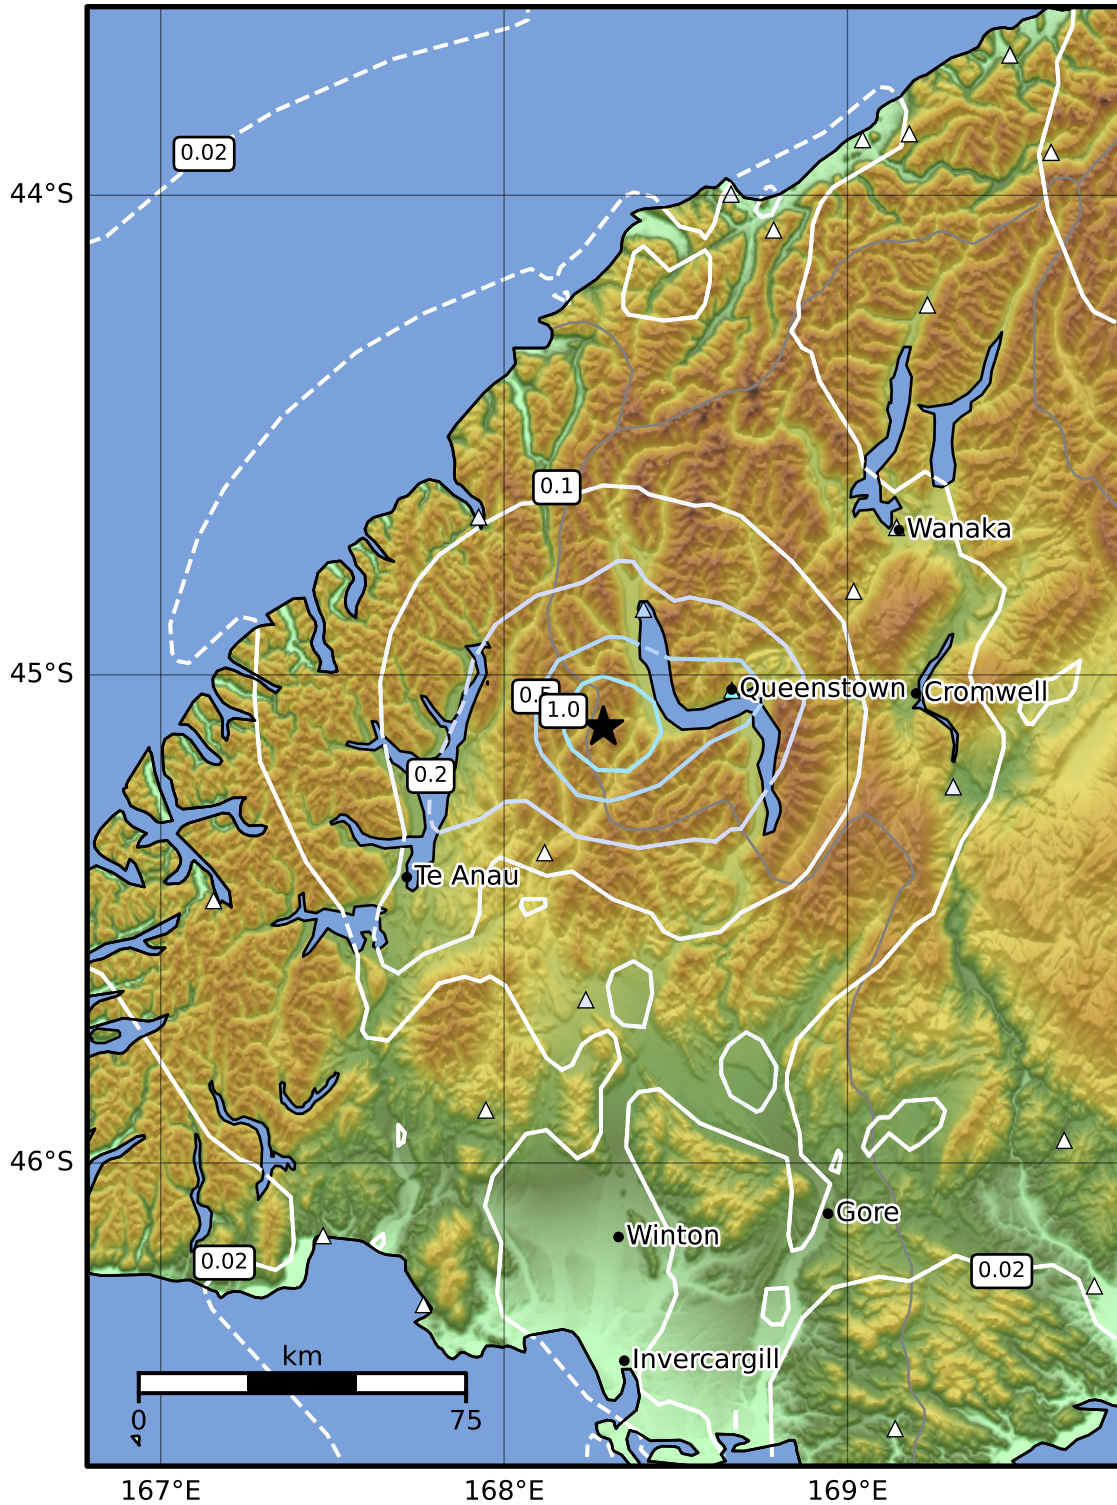 0.02
44°S
0.1
Wanaka
45°S
Queenstown
Cromwell
0.5
1.0
0.2
Te Anau
46°S
Gore
Winton
0.02
0.02
km
Invercargill
0
75
167°E
168°E
169°E